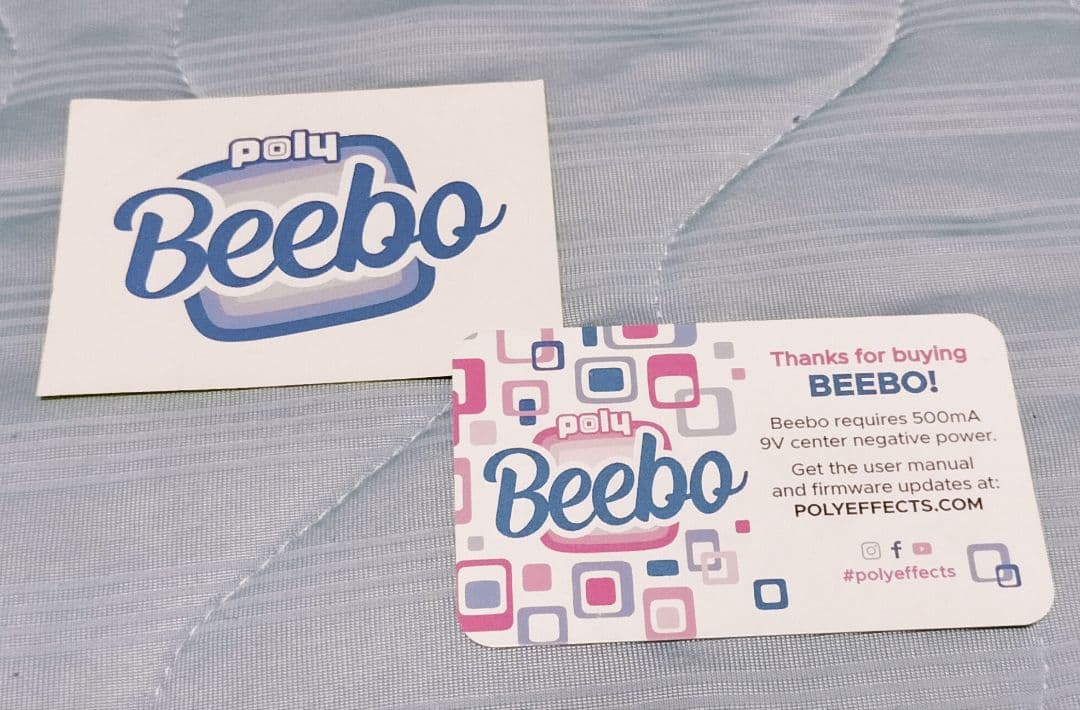 poly
Beebo
poly
Beebo
Thanks for buying
BEEBO!
Beebo requires 500mA
9V center negative power.
Get the user manual
and firmware updates at:
POLYEFFECTS.COM
#polyeffects